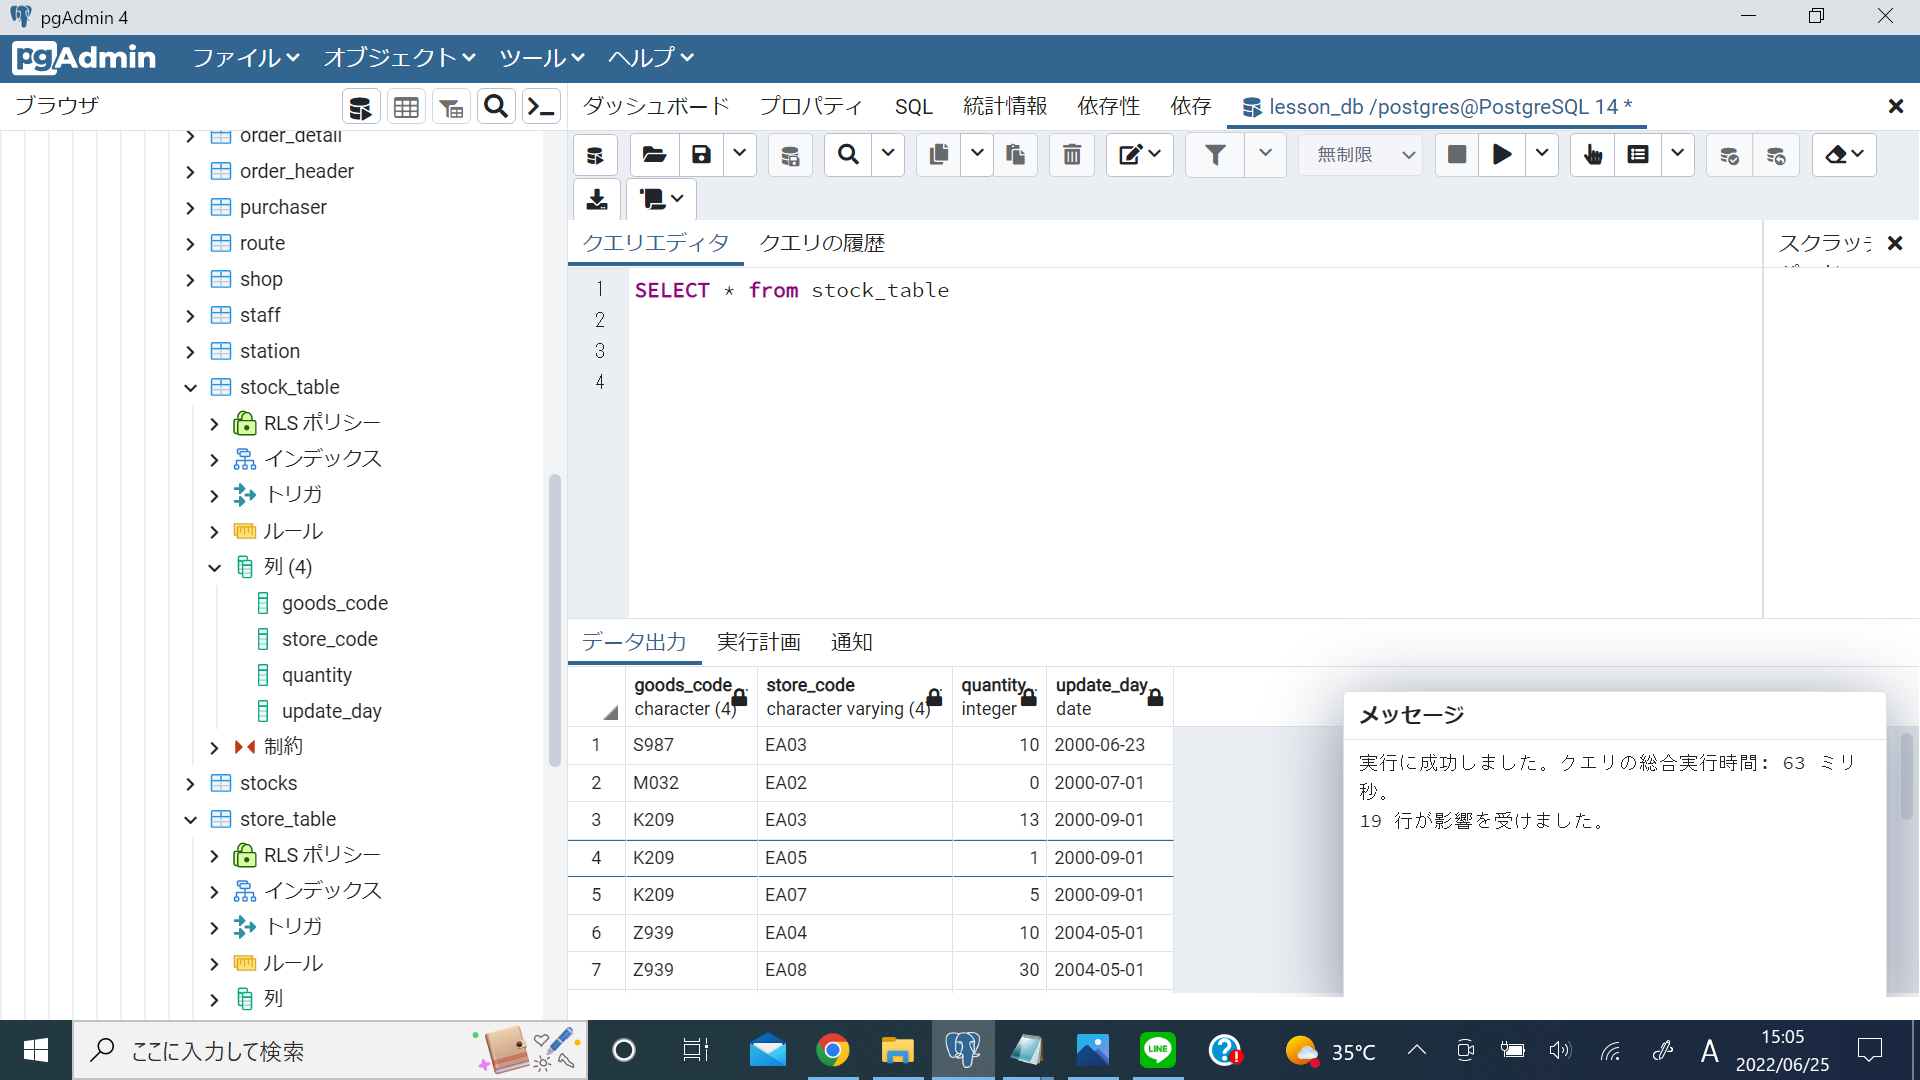 pgAdmin 4
pgAdmin ファイル オブジェクト ツール ヘルプ
ブラウザ
ダッシュボード プロパティ SQL 統計情報 依存性 依存 lesson_db /postgres@PostgreSQL 14 *
無制限
order_detail
order_header
purchaser
route
shop
staff
station
stock_table
RLS ポリシー
インデックス
トリガ
ルール
列 (4)
goods_code
store_code
quantity
update_day
制約
stocks
store_table
RLS ポリシー
インデックス
トリガ
ルール
列
クエリエディタ クエリの履歴
スクラッチ
1 SELECT * from stock_table
2
3
4
データ出力 実行計画 通知
goods_code store_code quantity update_day
character (4) character varying (4) integer date
1 S987 EA03 10 2000-06-23
2 M032 EA02 0 2000-07-01
3 K209 EA03 13 2000-09-01
4 K209 EA05 1 2000-09-01
5 K209 EA07 5 2000-09-01
6 Z939 EA04 10 2004-05-01
7 Z939 EA08 30 2004-05-01
メッセージ
実行に成功しました。クエリの総合実行時間: 63 ミリ
秒。
19 行が影響を受けました。
ここに入力して検索
LINE
35°C
A
15:05
2022/06/25